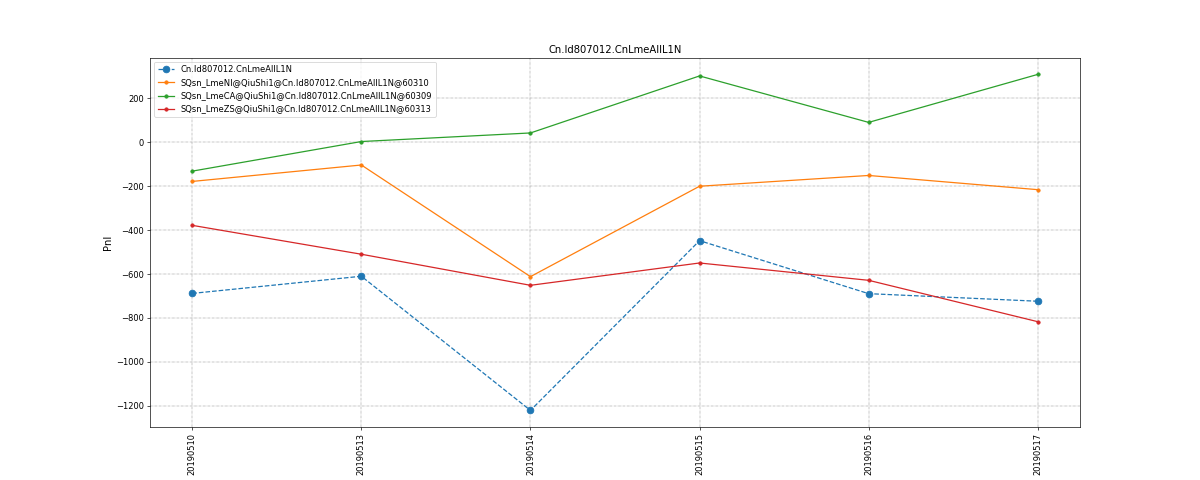 Cn.Id807012.CnLmeAllL1N
Cn.Id807012.CnLmeAllL1N
SQsn_LmeNI@QiuShi1@Cn.Id807012.CnLmeAllL1N@60310
SQsn_LmeCA@QiuShi1@Cn.Id807012.CnLmeAllL1N@60309
SQsn_LmeZS@QiuShi1@Cn.Id807012.CnLmeAllL1N@60313
200
0
−200
−400
−600
−800
−1000
−1200
Pnl
20190510
20190513
20190514
20190515
20190516
20190517